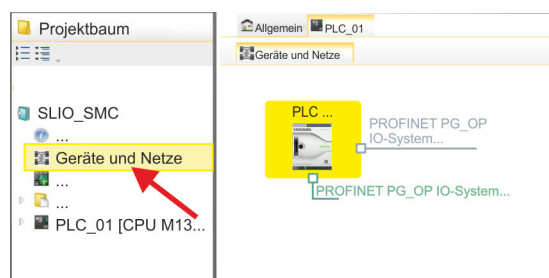 Projektbaum
SLIO_SMC
...
Geräte und Netze
...
...
PLC_01 [CPU M13...
Allgemein
PLC_01
Geräte und Netze
PLC ...
PROFINET PG_OP
IO-System...
PROFINET PG_OP IO-System...